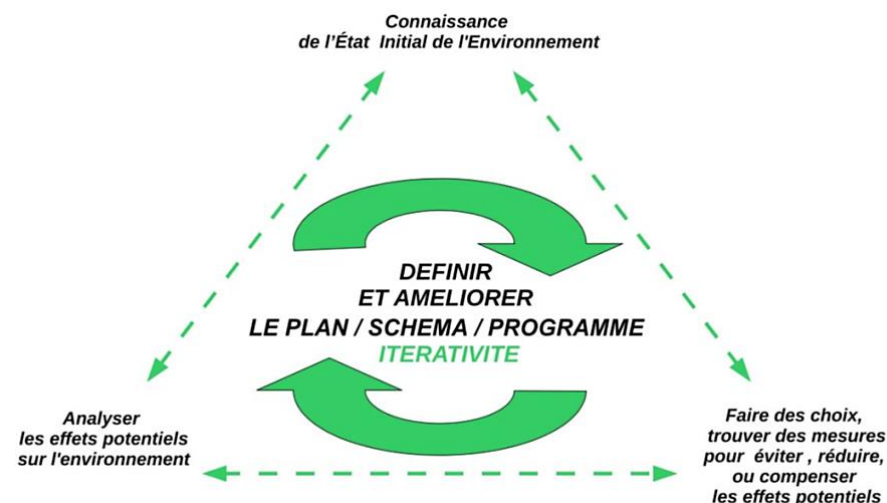 Connaissance
de l'État Initial de l'Environnement
DEFINIR
ET AMELIORER
LE PLAN / SCHEMA / PROGRAMME
ITERATIVITE
Analyser
les effets potentiels
sur l'environnement
Faire des choix,
trouver des mesures
pour éviter , réduire,
ou compenser
les effets potentiels